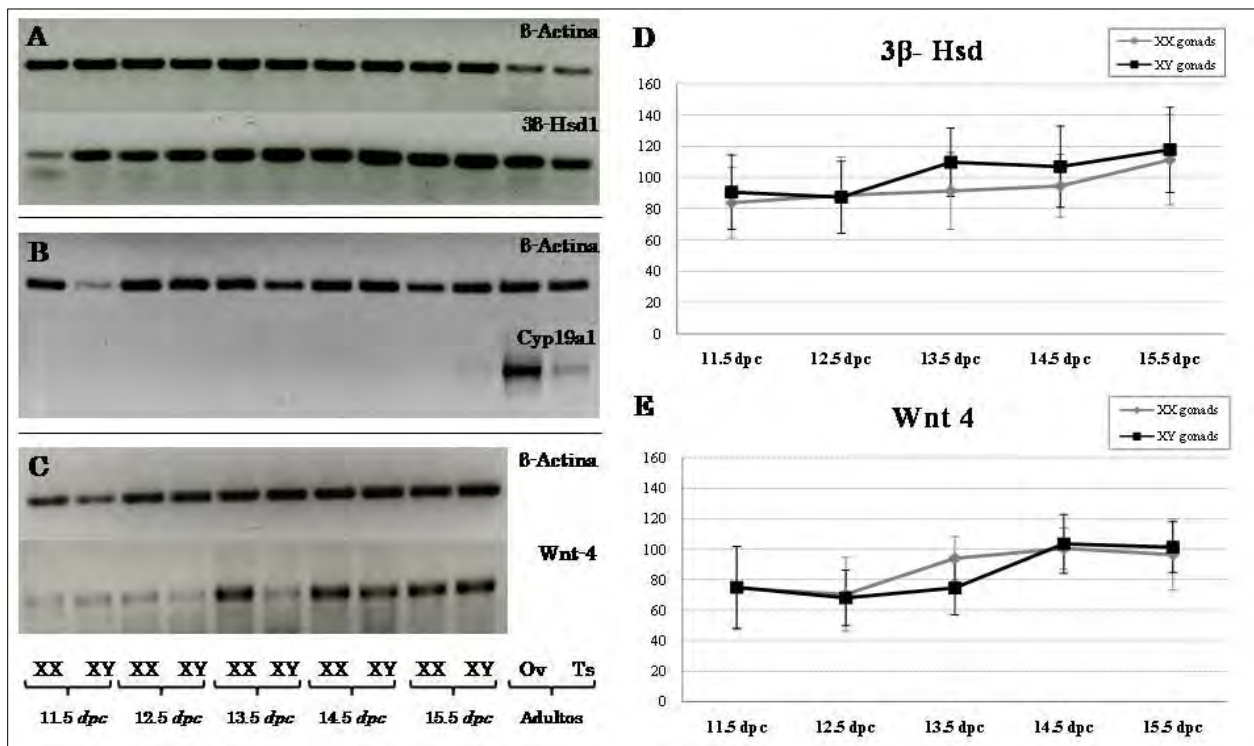 A
β-Actina
3β-Hsd1
B
β-Actina
Cyp19a1
C
β-Actina
Wnt-4
XX XY XX XY XX XY XX XY XX XY Ov Ts
11.5 dpc 12.5 dpc 13.5 dpc 14.5 dpc 15.5 dpc Adultos
D
3β- Hsd
XX gonads
XY gonads
160
140
120
100
80
60
40
20
0
11.5 dpc 12.5 dpc 13.5 dpc 14.5 dpc 15.5 dpc
E
Wnt 4
XX gonads
XY gonads
160
140
120
100
80
60
40
20
0
11.5 dpc 12.5 dpc 13.5 dpc 14.5 dpc 15.5 dpc